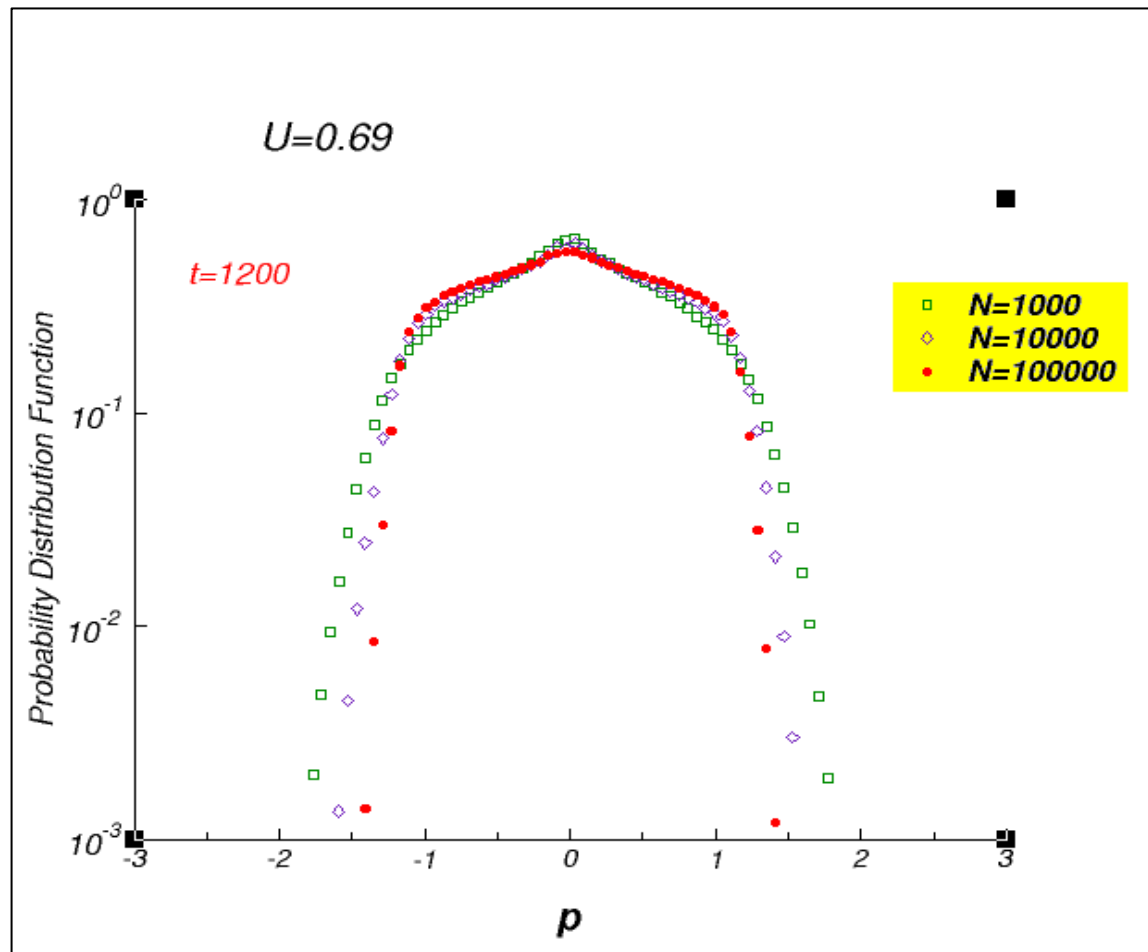 U=0.69
10^0
t=1200
N=1000
N=10000
N=100000
10^-1
Probability Distribution Function
10^-2
10^-3
-3 -2 -1 0 1 2 3
p